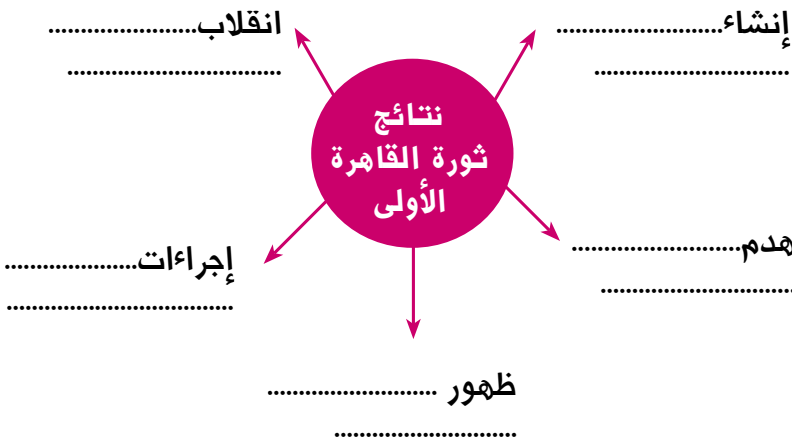 إنشاء........................
..............................
انقلاب......................
................................
نتائج
ثورة القاهرة
الأولى
هدم........................
.............................
إجراءات....................
..................................
ظهور .........................
............................